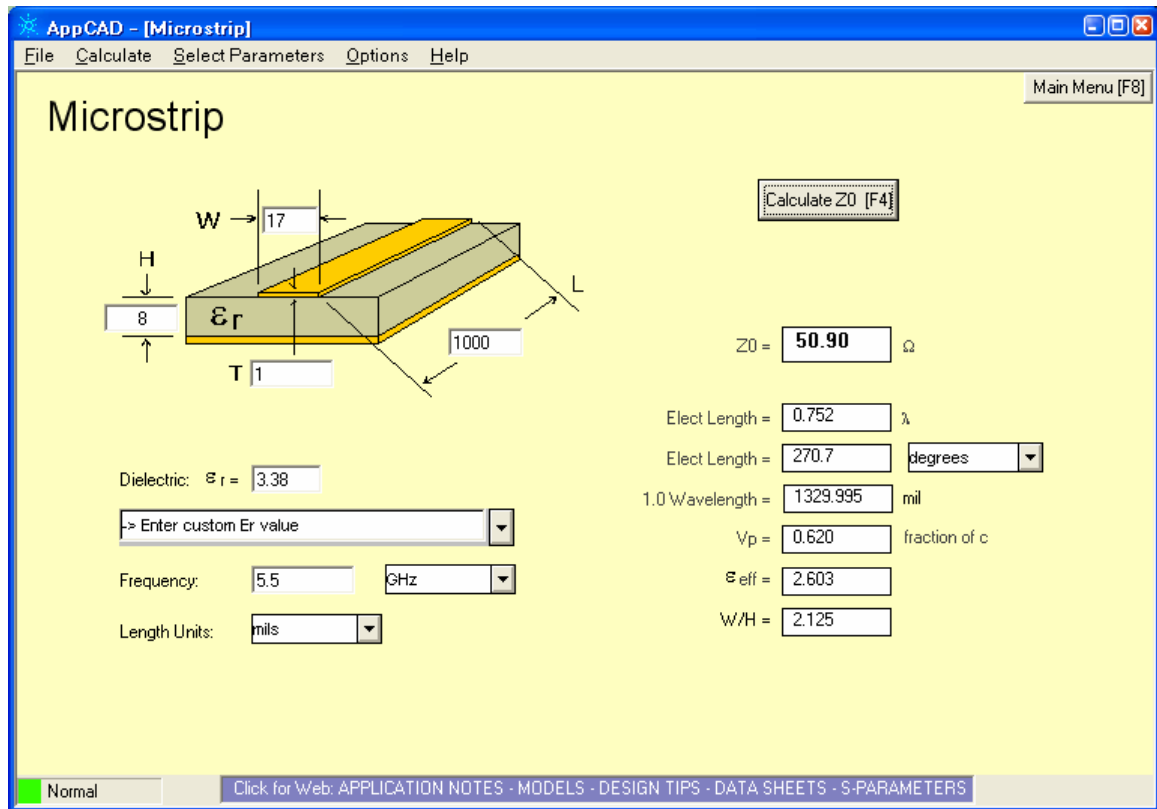 AppCAD - [Microstrip]
File Calculate Select Parameters Options Help
Main Menu [F8]
Microstrip
Calculate Z0 [F4]
W 17
H
8
εr
L
1000
T 1
Z0 = 50.90 Ω
Elect Length = 0.752 λ
Elect Length = 270.7 degrees
1.0 Wavelength = 1329.995 mil
Vp = 0.620 fraction of c
ε eff = 2.603
W/H = 2.125
Dielectric: ε r = 3.38
-> Enter custom Er value
Frequency: 5.5 GHz
Length Units: mils
Normal
Click for Web: APPLICATION NOTES - MODELS - DESIGN TIPS - DATA SHEETS - S-PARAMETERS